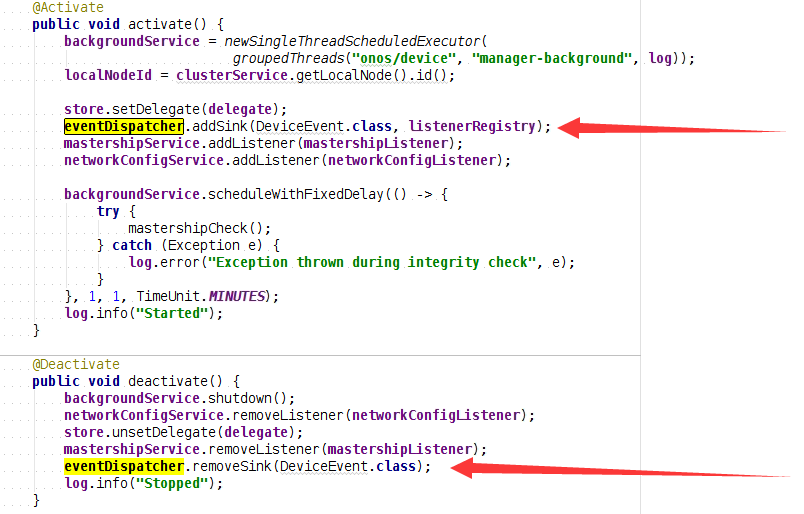 @Activate
public void activate() {
backgroundService = newSingleThreadScheduledExecutor(
groupedThreads("onos/device", "manager-background", log));
localNodeId = clusterService.getLocalNode().id();
store.setDelegate(delegate);
eventDispatcher.addSink(DeviceEvent.class, listenerRegistry);
mastershipService.addListener(mastershipListener);
networkConfigService.addListener(networkConfigListener);
backgroundService.scheduleWithFixedDelay(() -> {
try {
mastershipCheck();
} catch (Exception e) {
log.error("Exception thrown during integrity check", e);
}
}, 1, 1, TimeUnit.MINUTES);
log.info("Started");
}
@Deactivate
public void deactivate() {
backgroundService.shutdown();
networkConfigService.removeListener(networkConfigListener);
store.unsetDelegate(delegate);
mastershipService.removeListener(mastershipListener);
eventDispatcher.removeSink(DeviceEvent.class);
log.info("Stopped");
}